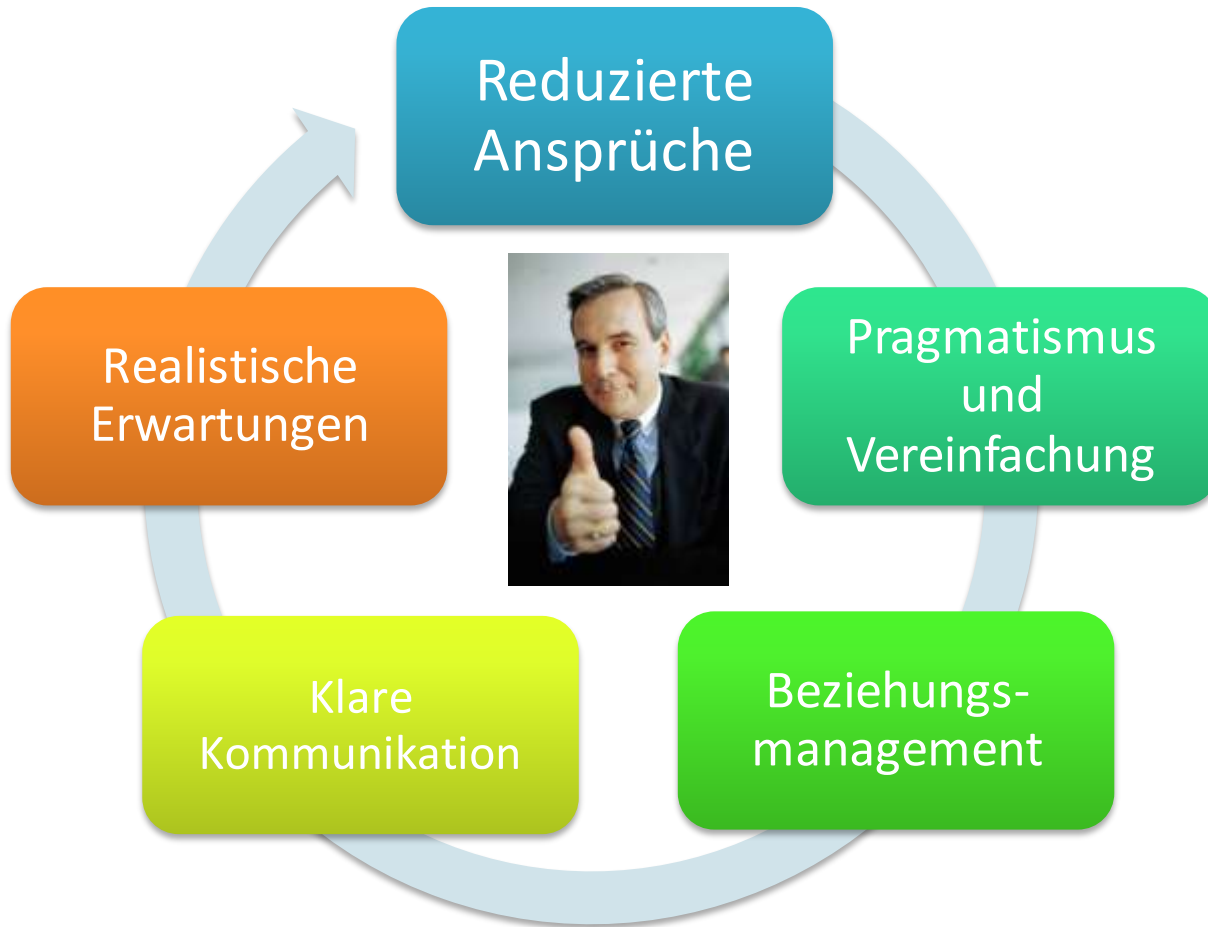 Reduzierte
Ansprüche
Pragmatismus
und
Vereinfachung
Beziehungs-
management
Klare
Kommunikation
Realistische
Erwartungen